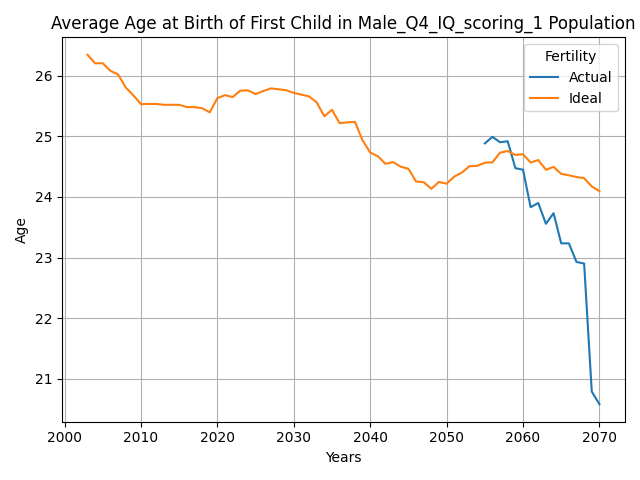 Average Age at Birth of First Child in Male_Q4_IQ_scoring_1 Population
Fertility
Actual
Ideal
Age
26
25
24
23
22
21
2000 2010 2020 2030 2040 2050 2060 2070
Years